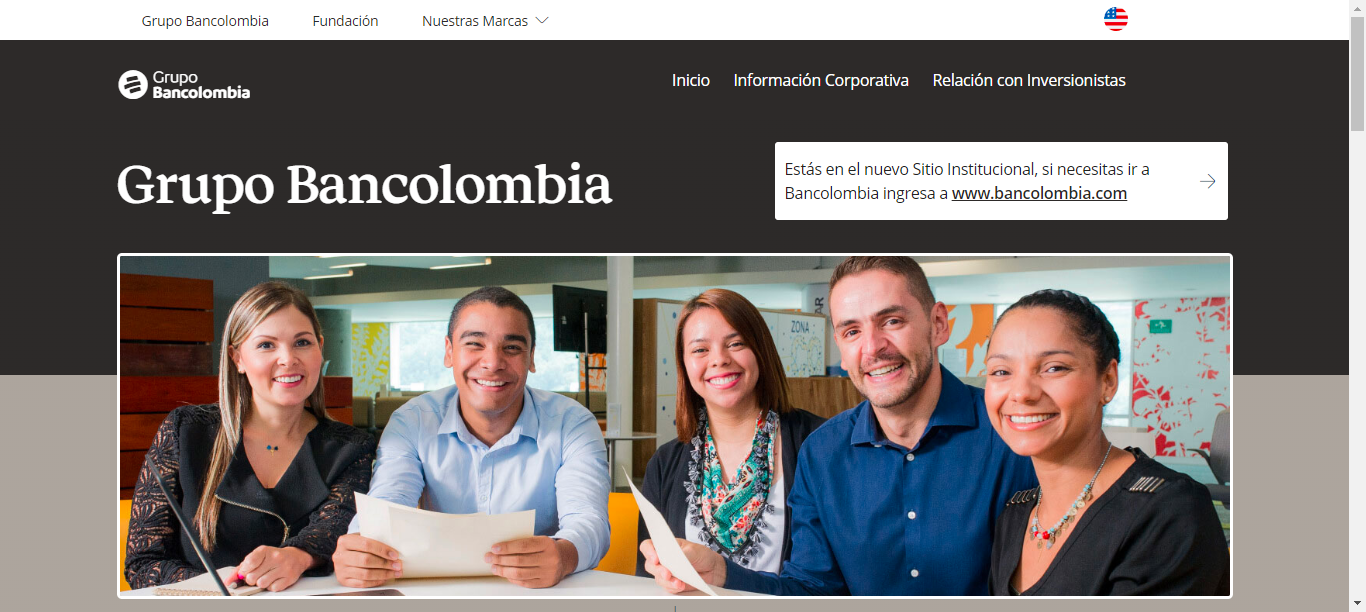 Grupo Bancolombia
Fundación
Nuestras Marcas
Grupo
Bancolombia
Inicio
Información Corporativa
Relación con Inversionistas
Grupo Bancolombia
Estás en el nuevo Sitio Institucional, si necesitas ir a
Bancolombia ingresa a www.bancolombia.com
ZONA